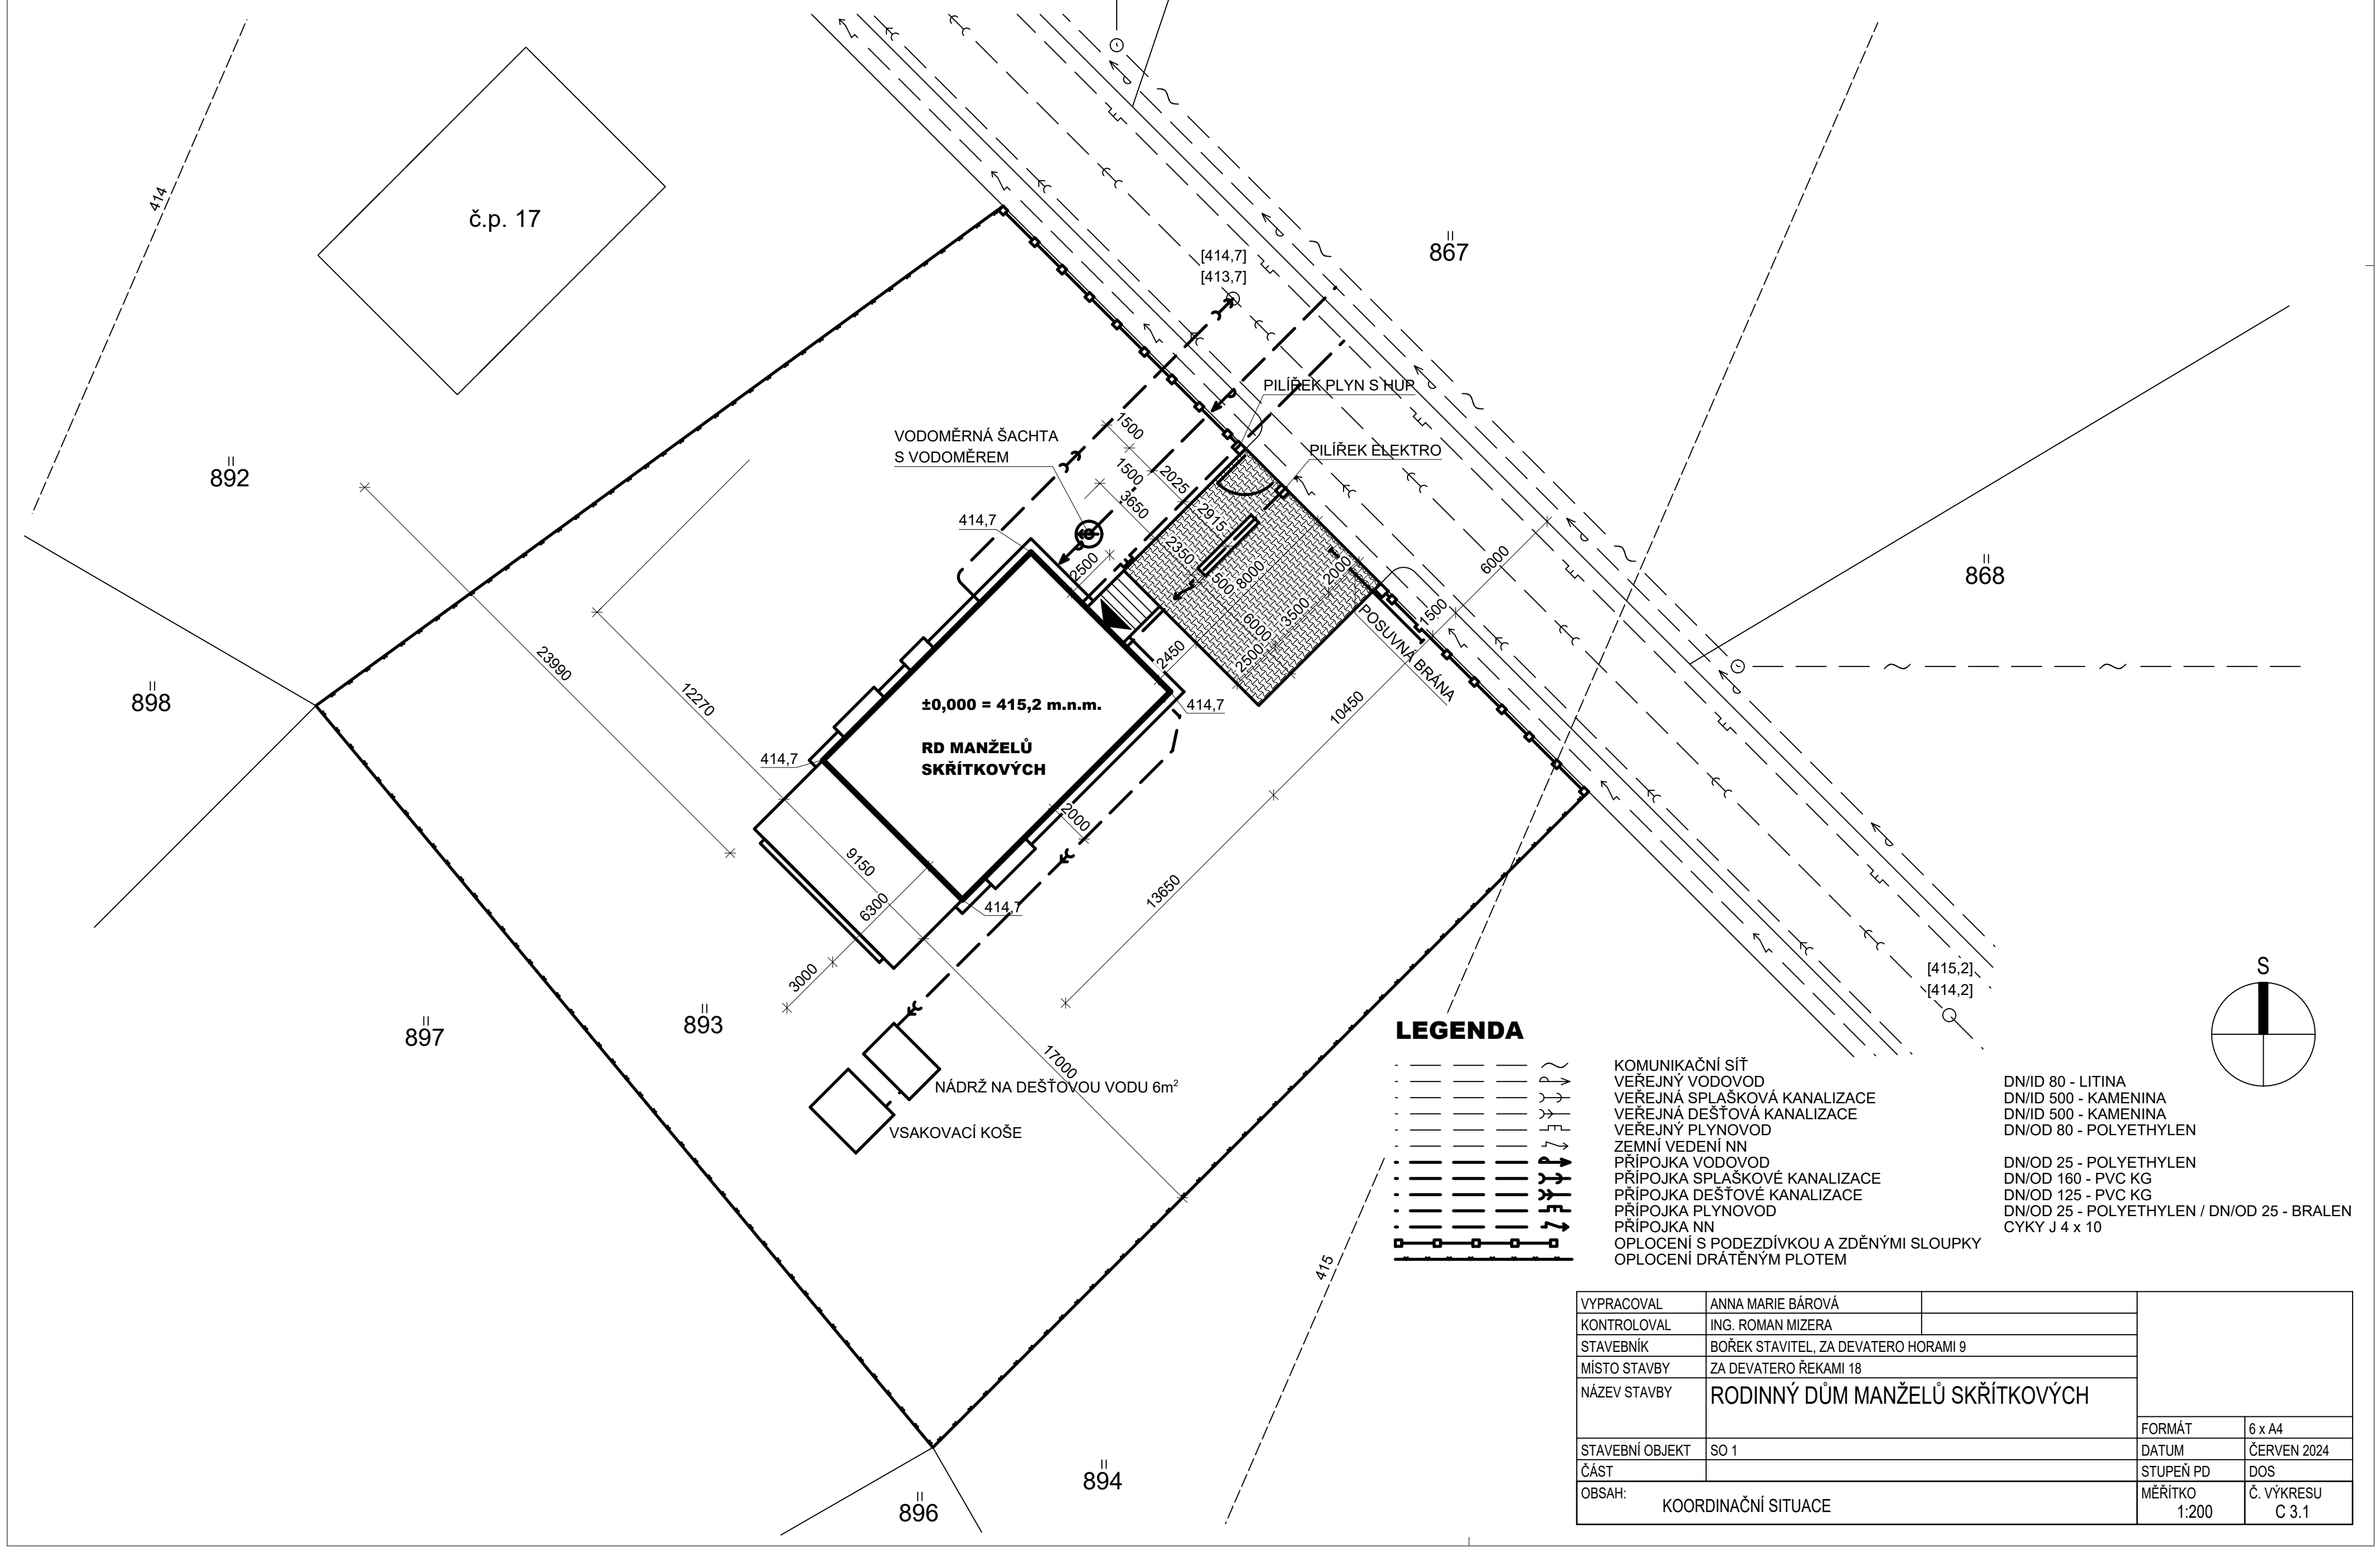 414
č.p. 17
867
[414,7]
[413,7]
PILÍŘEK PLYN S HUP
VODOMĚRNÁ ŠACHTA
S VODOMĚREM
PILÍŘEK ELEKTRO
892
1500
1500
2025
3650
2915
414,7
2350
2500
500
8000
2000
6000
868
3500
6000
1500
POSUVNÁ BRÁNA
2450
2500
23990
12270
898
±0,000 = 415,2 m.n.m.
414,7
10450
RD MANŽELŮ
SKŘÍTKOVÝCH
414,7
2000
9150
6300
414,7
13650
3000
[415,2]
[414,2]
S
893
897
17000
NÁDRŽ NA DEŠŤOVOU VODU 6m²
VSAKOVACÍ KOŠE
LEGENDA
KOMUNIKAČNÍ SÍŤ
VEŘEJNÝ VODOVOD DN/ID 80 - LITINA
VEŘEJNÁ SPLAŠKOVÁ KANALIZACE DN/ID 500 - KAMENINA
VEŘEJNÁ DEŠŤOVÁ KANALIZACE DN/ID 500 - KAMENINA
VEŘEJNÝ PLYNOVOD DN/OD 80 - POLYETHYLEN
ZEMNÍ VEDENÍ NN
PŘÍPOJKA VODOVOD DN/OD 25 - POLYETHYLEN
PŘÍPOJKA SPLAŠKOVÉ KANALIZACE DN/OD 160 - PVC KG
PŘÍPOJKA DEŠŤOVÉ KANALIZACE DN/OD 125 - PVC KG
PŘÍPOJKA PLYNOVOD DN/OD 25 - POLYETHYLEN / DN/OD 25 - BRALEN
PŘÍPOJKA NN CYKY J 4 x 10
OPLOCENÍ S PODEZDÍVKOU A ZDĚNÝMI SLOUPKY
OPLOCENÍ DRÁTĚNÝM PLOTEM
415
894
896
VYPRACOVAL ANNA MARIE BÁROVÁ
KONTROLOVAL ING. ROMAN MIZERA
STAVEBNÍK BOŘEK STAVITEL, ZA DEVATERO HORAMI 9
MÍSTO STAVBY ZA DEVATERO ŘEKAMI 18
NÁZEV STAVBY RODINNÝ DŮM MANŽELŮ SKŘÍTKOVÝCH
FORMÁT 6 x A4
STAVEBNÍ OBJEKT SO 1 DATUM ČERVEN 2024
ČÁST STUPEŇ PD DOS
OBSAH: KOORDINAČNÍ SITUACE
MĚŘÍTKO Č. VÝKRESU
1:200 C 3.1